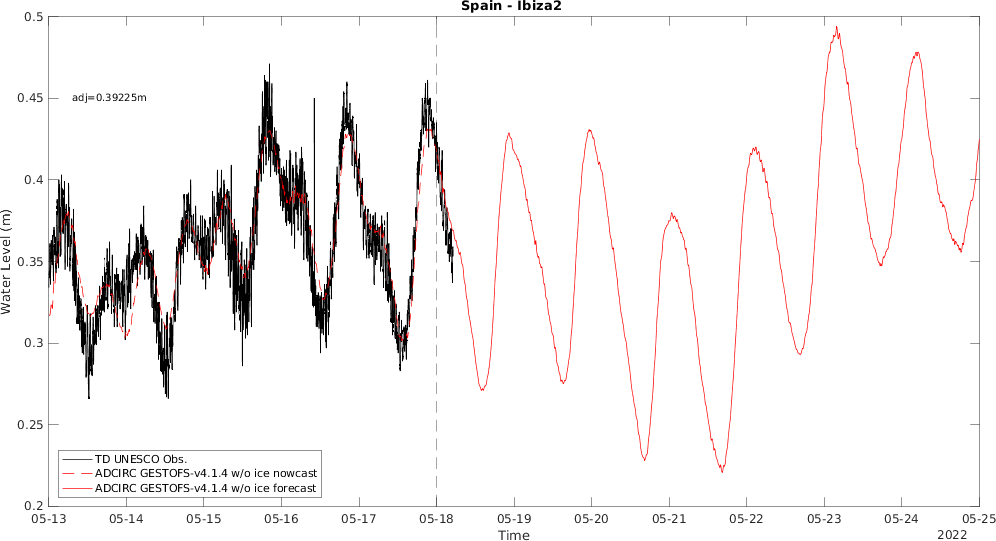 Spain - Ibiza2
0.5
0.45
0.4
0.35
0.3
0.25
0.2
Water Level (m)
adj=0.39225m
TD UNESCO Obs.
ADCIRC GESTOFS-v4.1.4 w/o ice nowcast
ADCIRC GESTOFS-v4.1.4 w/o ice forecast
05-13 05-14 05-15 05-16 05-17 05-18 05-19 05-20 05-21 05-22 05-23 05-24 05-25
Time
2022